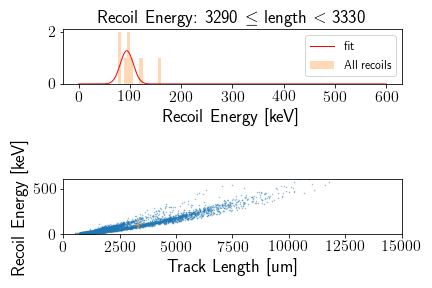 Recoil Energy: 3290 ≤ length < 3330
2
0
fit
All recoils
0 100 200 300 400 500 600
Recoil Energy [keV]
Recoil Energy [keV]
500
0
0 2500 5000 7500 10000 12500 15000
Track Length [um]